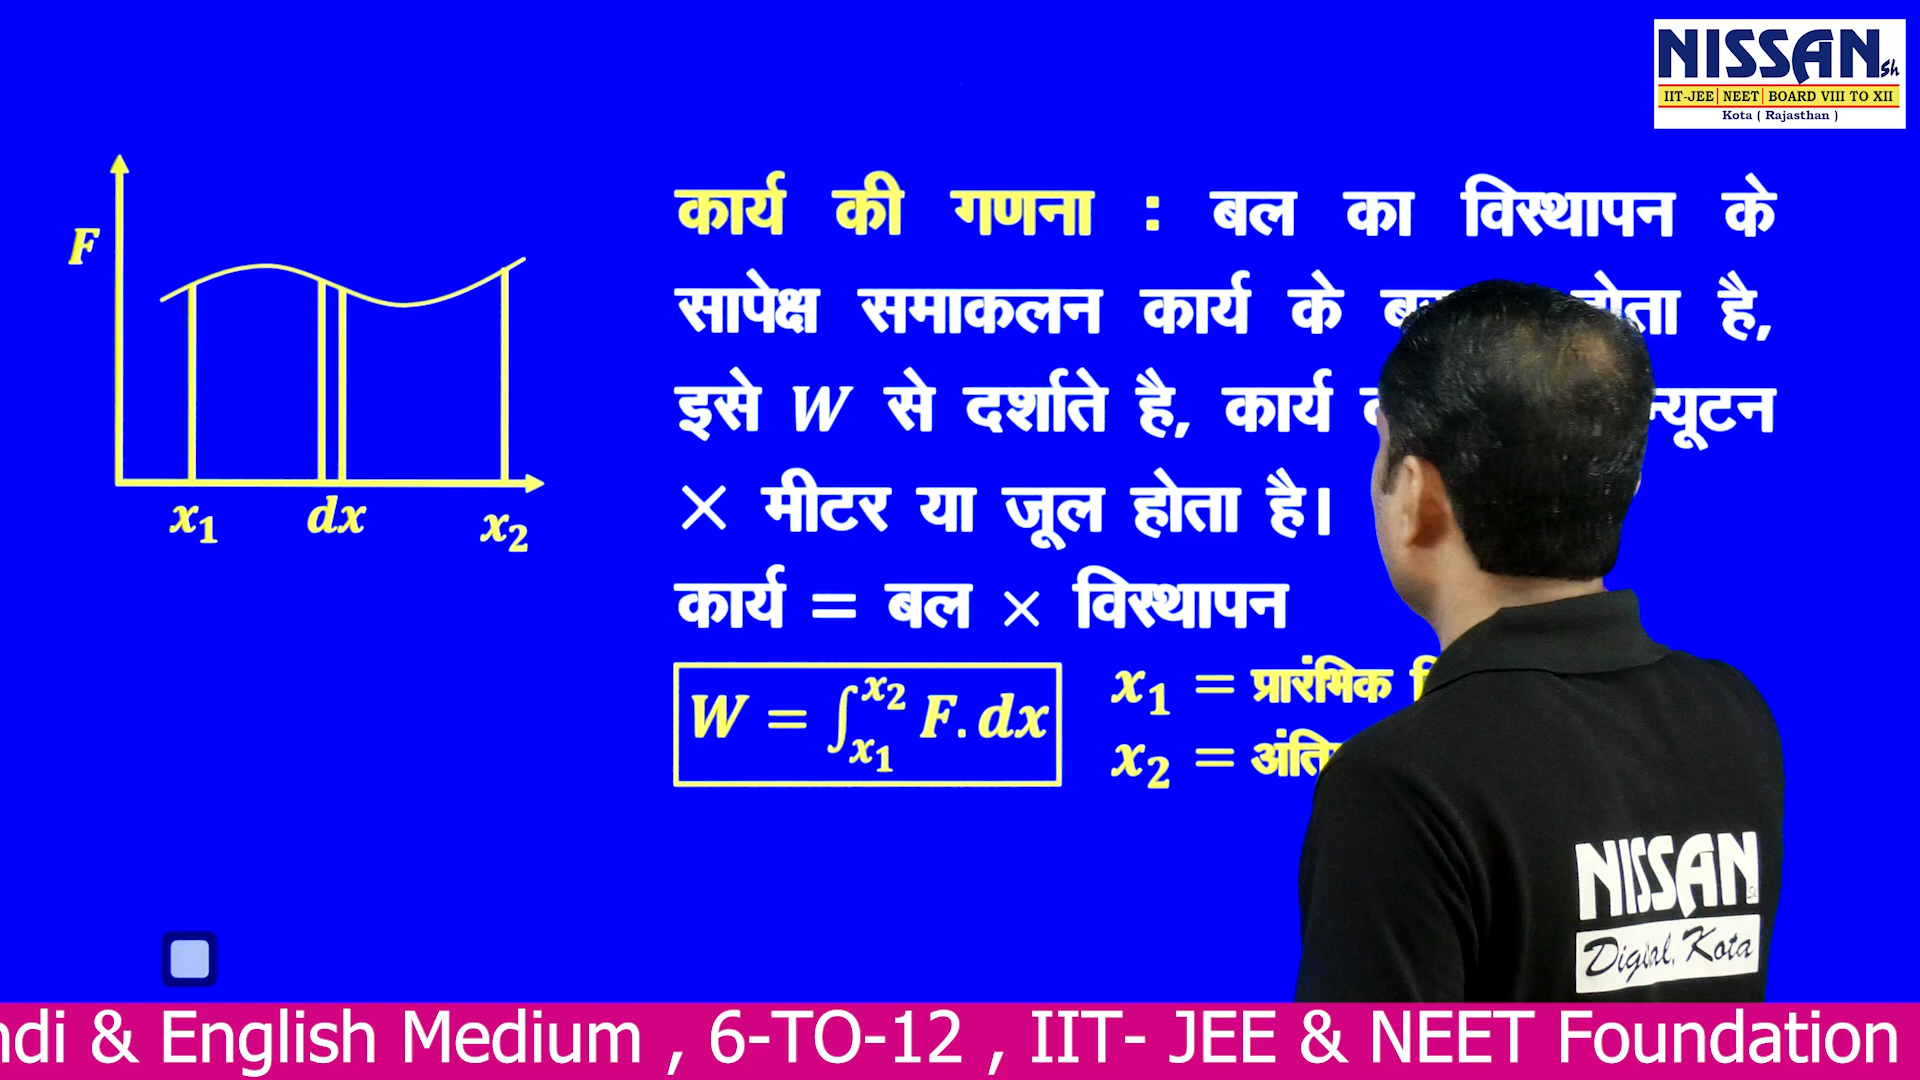 NISSAN sh
IIT-JEE | NEET | BOARD VIII TO XII
Kota ( Rajasthan )
F
x₁ dx x₂
कार्य की गणना : बल का विस्थापन के
सापेक्ष समाकलन कार्य के है,
इसे W से दर्शाते है, कार्य न्यूटन
× मीटर या जूल होता है।
कार्य = बल × विस्थापन
W = ∫ₓ₁ˣ² F. dx
x₁ = प्रारंभिक
x₂ =
NISSAN
Digital, Kota
& English Medium , 6-TO-12 , IIT- JEE & NEET Foundation